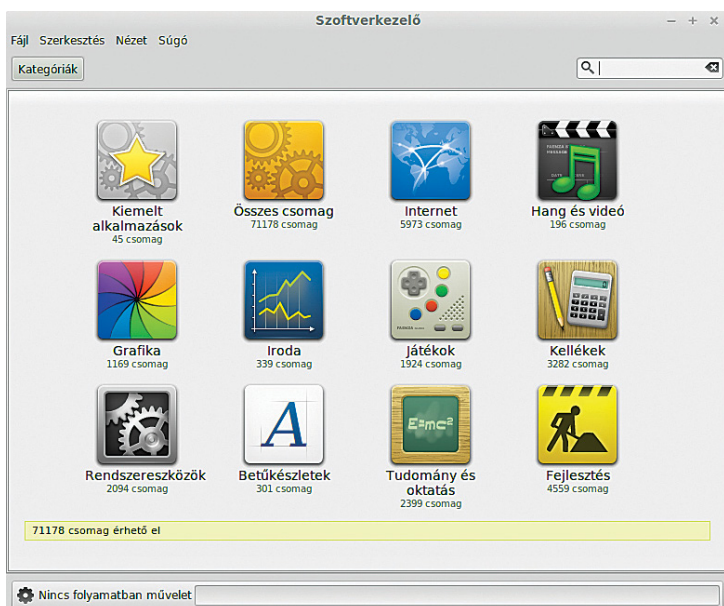 Szoftverkezelő
Fájl Szerkesztés Nézet Súgó
Kategóriák
Kiemelt
alkalmazások
45 csomag
Összes csomag
71178 csomag
Internet
5973 csomag
Hang és videó
196 csomag
Grafika
1169 csomag
Iroda
339 csomag
Játékok
1924 csomag
Kellékek
3282 csomag
Rendszereszközök
2094 csomag
A
Betűkészletek
301 csomag
E=mc²
Tudomány és
oktatás
2399 csomag
Fejlesztés
4559 csomag
71178 csomag érhető el
Nincs folyamatban művelet